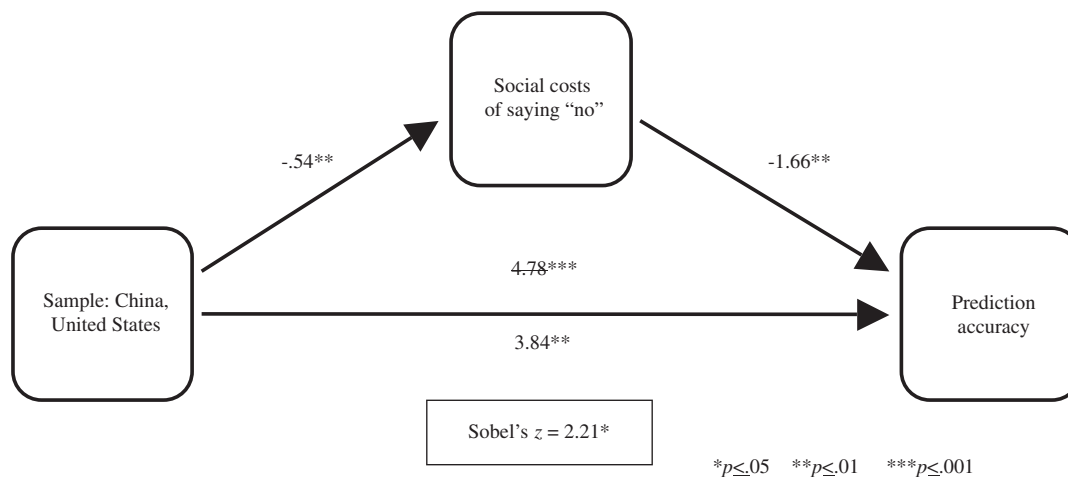 Social costs
of saying “no”
-.54**
-1.66**
4.78***
Sample: China,
United States
Prediction
accuracy
3.84**
Sobel’s z = 2.21*
*p≤.05 **p≤.01 ***p≤.001